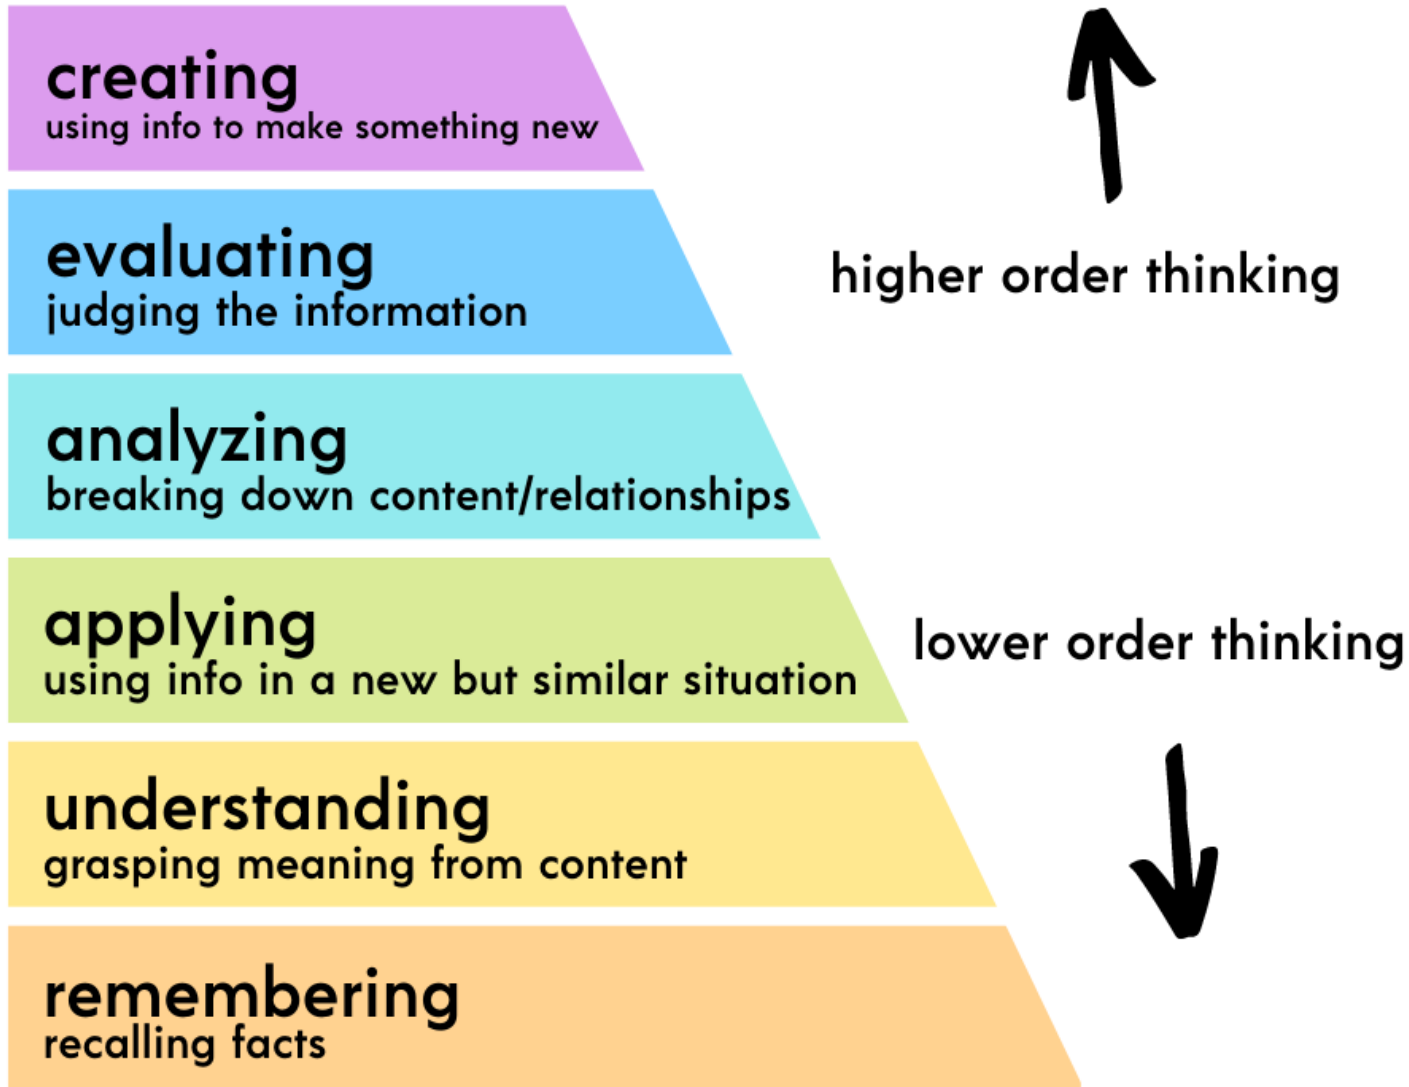 creating
using info to make something new
evaluating
judging the information
higher order thinking
analyzing
breaking down content/relationships
applying
using info in a new but similar situation
lower order thinking
understanding
grasping meaning from content
remembering
recalling facts